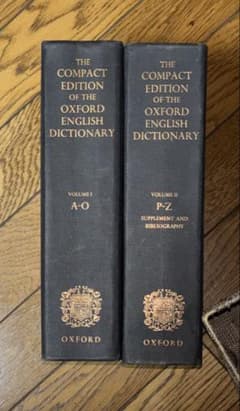 THE
COMPACT
EDITION
OF THE
OXFORD
ENGLISH
DICTIONARY
VOLUME I
A-O
OXFORD
THE
COMPACT
EDITION
OF THE
OXFORD
ENGLISH
DICTIONARY
VOLUME II
P-Z
SUPPLEMENT AND
BIBLIOGRAPHY
OXFORD